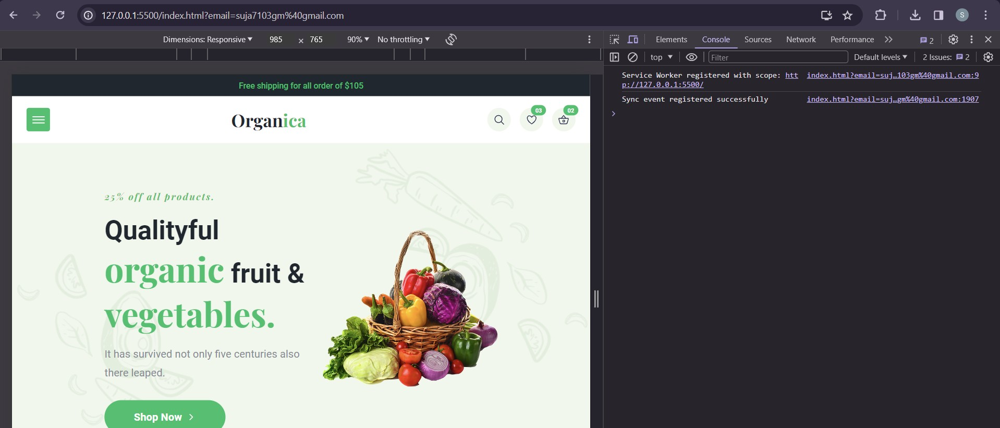 127.0.0.1:5500/index.html?email=suja7103gm%40gmail.com
S
Dimensions: Responsive 985 × 765 90% No throttling
Elements Console Sources Network Performance 2
top Filter Default levels 2 Issues: 2
Service Worker registered with scope: htt index.html?email=suj…103gm%40gmail.com:9
p://127.0.0.1:5500/
Sync event registered successfully index.html?email=suj…gm%40gmail.com:1907
Free shipping for all order of $105
Organica
03
02
25% off all products.
Qualityful
organic fruit &
vegetables.
It has survived not only five centuries also
there leaped.
Shop Now